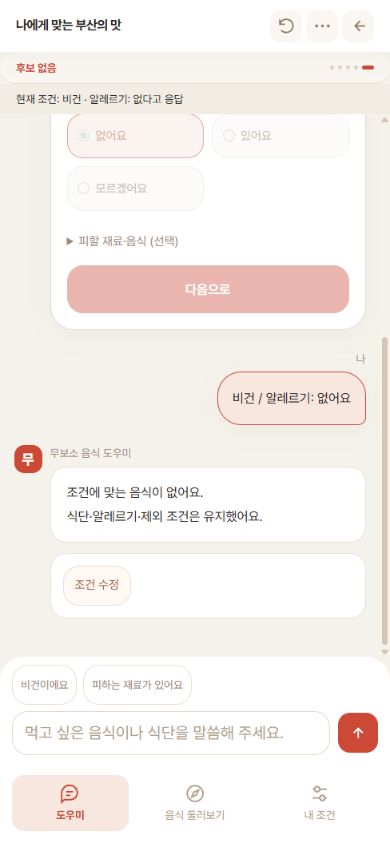 나에게 맞는 부산의 맛
후보 없음
현재 조건: 비건 · 알레르기: 없다고 응답
없어요
있어요
모르겠어요
▶ 피할 재료·음식 (선택)
다음으로
나
비건 / 알레르기: 없어요
무
무보소 음식 도우미
조건에 맞는 음식이 없어요.
식단·알레르기·제외 조건은 유지했어요.
조건 수정
비건이에요
피하는 재료가 있어요
먹고 싶은 음식이나 식단을 말씀해 주세요.
도우미
음식 둘러보기
내 조건